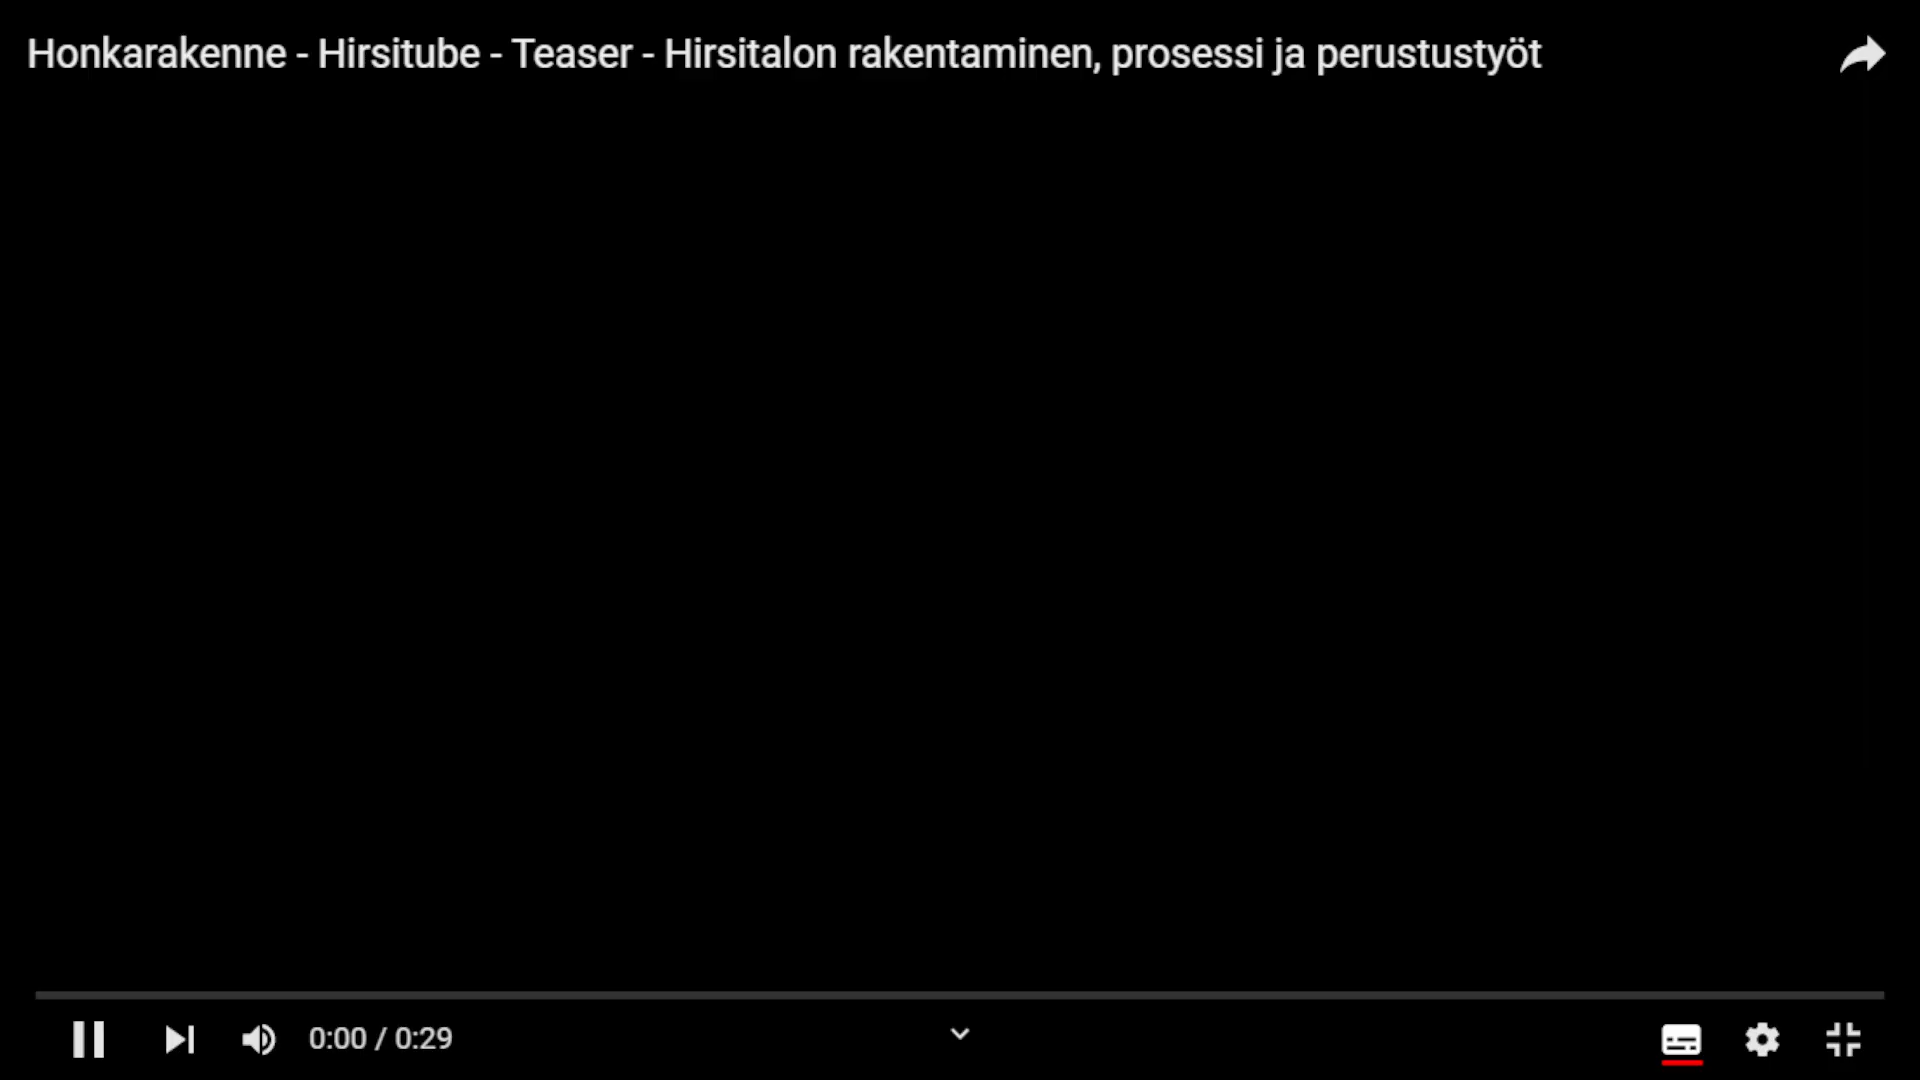 Honkarakenne - Hirsitube - Teaser - Hirsitalon rakentaminen, prosessi ja perustustyöt
0:00 / 0:29